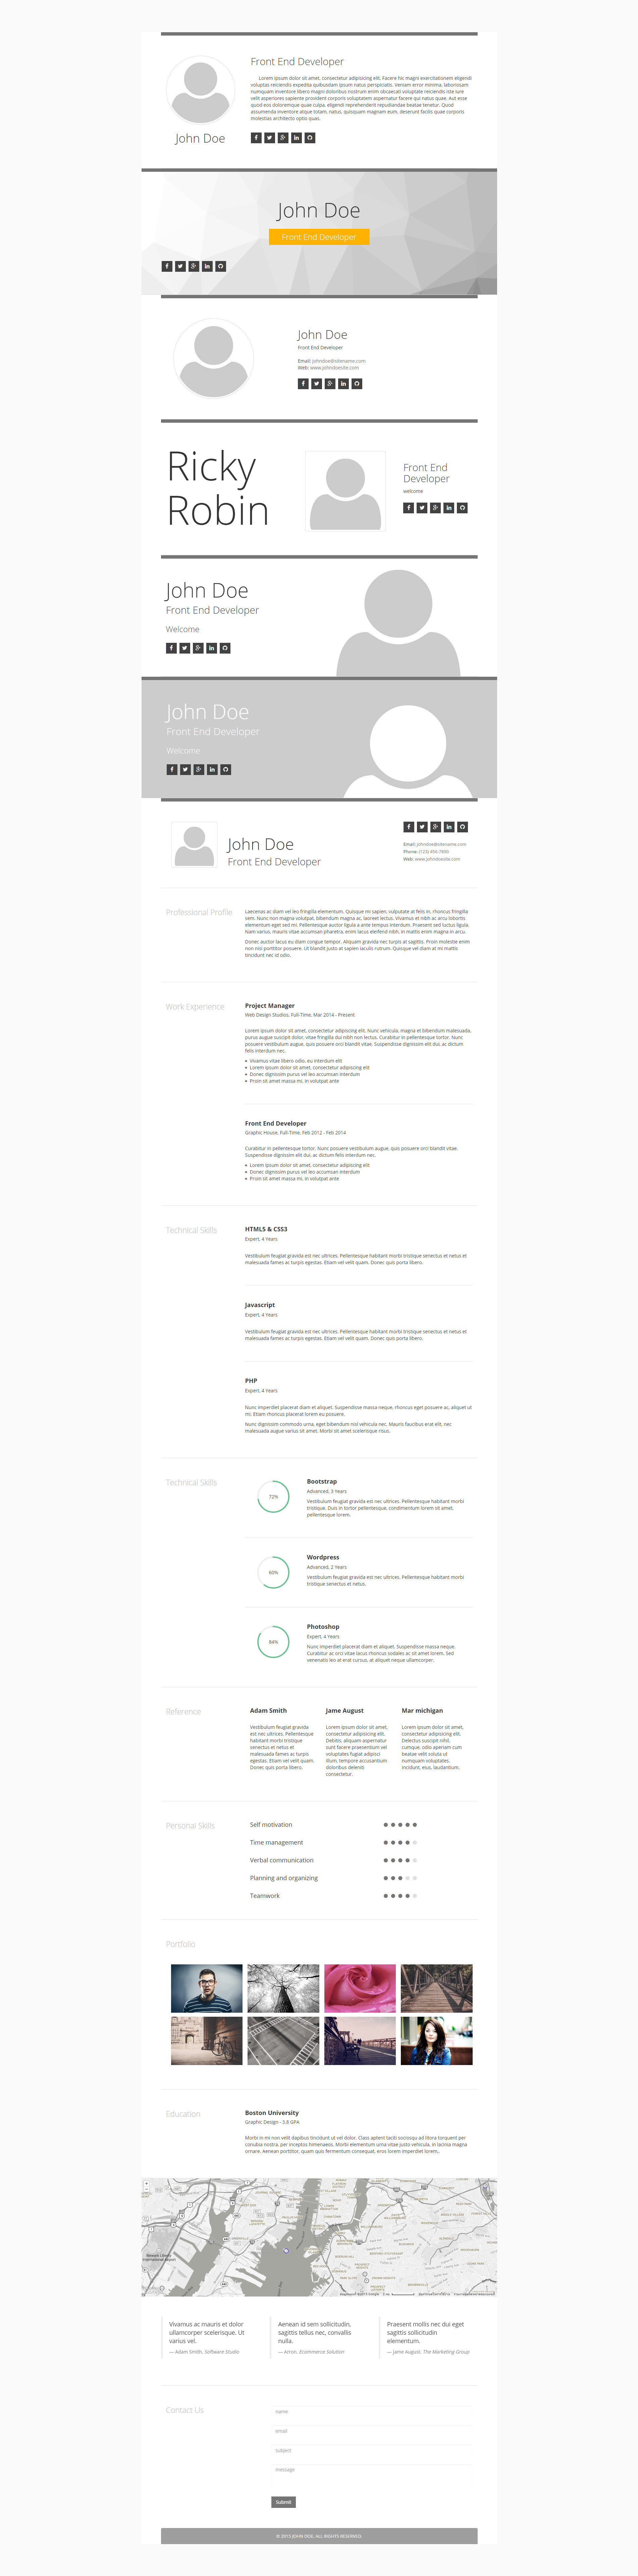 Front End Developer
Lorem ipsum dolor sit amet, consectetur adipisicing elit. Facere hic magni exercitationem eligendi
voluptas reiciendis expedita quibusdam ipsum natus perspiciatis. Veniam error minima, laboriosam
numquam inventore libero magni doloribus nostrum enim obcaecati voluptate reiciendis iste iure
velit asperiores sapiente provident corporis voluptatem aspernatur facere qui natus quae. Aut esse
quos eos doloremque quas culpa, eligendi reprehenderit repudiandae beatae tenetur. Quod
assumenda inventore atque totam, natus, quisquam magnam eum, deserunt facilis quae corporis
molestias architecto optio quas.
John Doe
John Doe
Front End Developer
John Doe
Front End Developer
Email: johndoe@sitename.com
Web: www.johndoesite.com
Ricky
Robin
Front End
Developer
welcome
John Doe
Front End Developer
Welcome
John Doe
Front End Developer
Welcome
John Doe
Front End Developer
Email: johndoe@sitename.com
Phone: (123) 456-7890
Web: www.johndoesite.com
Professional Profile
Laecenas ac diam vel leo fringilla elementum. Quisque mi sapien, vulputate at felis in, rhoncus fringilla
sem. Nunc non magna volutpat, bibendum magna ac, laoreet lectus. Vivamus et nibh ac arcu lobortis
elementum eget sed mi. Pellentesque auctor ligula a ante tempus interdum. Praesent sed luctus ligula.
Nam varius, mauris vitae accumsan pharetra, enim lacus eleifend nibh, in mattis enim magna in arcu.
Donec auctor lacus eu diam congue tempor. Aliquam gravida nec turpis at sagittis. Proin molestie enim
non nisl porttitor posuere. Ut blandit justo at sapien iaculis rutrum. Quisque vel diam at mi mattis
tincidunt nec id odio.
Work Experience
Project Manager
Web Design Studios, Full-Time, Mar 2014 - Present
Lorem ipsum dolor sit amet, consectetur adipiscing elit. Nunc vehicula, magna et bibendum malesuada,
purus augue suscipit dolor, vitae fringilla dui nibh non lectus. Curabitur in pellentesque tortor. Nunc
posuere vestibulum augue, quis posuere orci blandit vitae. Suspendisse dignissim elit dui, ac dictum
felis interdum nec.
Vivamus vitae libero odio, eu interdum elit
Lorem ipsum dolor sit amet, consectetur adipiscing elit
Donec dignissim purus vel leo accumsan interdum
Proin sit amet massa mi, in volutpat ante
Front End Developer
Graphic House, Full-Time, Feb 2012 - Feb 2014
Curabitur in pellentesque tortor. Nunc posuere vestibulum augue, quis posuere orci blandit vitae.
Suspendisse dignissim elit dui, ac dictum felis interdum nec.
Lorem ipsum dolor sit amet, consectetur adipiscing elit
Donec dignissim purus vel leo accumsan interdum
Proin sit amet massa mi, in volutpat ante
Technical Skills
HTML5 & CSS3
Expert, 4 Years
Vestibulum feugiat gravida est nec ultrices. Pellentesque habitant morbi tristique senectus et netus et
malesuada fames ac turpis egestas. Etiam vel velit quam. Donec quis porta libero.
Javascript
Expert, 4 Years
Vestibulum feugiat gravida est nec ultrices. Pellentesque habitant morbi tristique senectus et netus et
malesuada fames ac turpis egestas. Etiam vel velit quam. Donec quis porta libero.
PHP
Expert, 4 Years
Nunc imperdiet placerat diam et aliquet. Suspendisse massa neque, rhoncus eget posuere ac, aliquet ut
mi. Etiam rhoncus placerat lorem eu posuere.
Nunc dignissim commodo urna, eget bibendum nisl vehicula nec. Mauris faucibus erat elit, nec
malesuada augue varius sit amet. Morbi sit amet scelerisque risus.
Technical Skills
72%
Bootstrap
Advanced, 3 Years
Vestibulum feugiat gravida est nec ultrices. Pellentesque habitant morbi
tristique. Duis in tortor pellentesque, condimentum lorem sit amet,
pellentesque lorem.
60%
Wordpress
Advanced, 2 Years
Vestibulum feugiat gravida est nec ultrices. Pellentesque habitant morbi
tristique senectus et netus.
84%
Photoshop
Expert, 4 Years
Nunc imperdiet placerat diam et aliquet. Suspendisse massa neque.
Curabitur ac orci vitae lacus rhoncus sodales ac sit amet lorem. Sed
venenatis leo at erat cursus, at aliquet neque ullamcorper.
Reference
Adam Smith
Vestibulum feugiat gravida
est nec ultrices. Pellentesque
habitant morbi tristique
senectus et netus et
malesuada fames ac turpis
egestas. Etiam vel velit quam.
Donec quis porta libero.
Jame August
Lorem ipsum dolor sit amet,
consectetur adipisicing elit.
Debitis, aliquam aspernatur
sunt facere praesentium vel
voluptates fugiat adipisci
illum, tempore accusantium
doloribus deleniti
consectetur.
Mar michigan
Lorem ipsum dolor sit amet,
consectetur adipisicing elit.
Delectus suscipit nihil,
cumque, odio aperiam cum
beatae velit soluta ut
numquam voluptates.
Incidunt, eius, laudantium.
Personal Skills
Self motivation
Time management
Verbal communication
Planning and organizing
Teamwork
Portfolio
Education
Boston University
Graphic Design - 3.8 GPA
Morbi in mi non velit dapibus tincidunt ut vel dolor. Class aptent taciti sociosqu ad litora torquent per
conubia nostra, per inceptos himenaeos. Morbi elementum urna vitae justo vehicula, in lacinia magna
ornare. Aenean porttitor, quam quis fermentum consequat, eros lorem imperdiet lorem..
Vivamus ac mauris et dolor
ullamcorper scelerisque. Ut
varius vel.
— Adam Smith, Software Studio
Aenean id sem sollicitudin,
sagittis tellus nec, convallis
nulla.
— Arron, Ecommerce Solution
Praesent mollis nec dui eget
sagittis sollicitudin
elementum.
— Jame August, The Marketing Group
Contact Us
name
email
subject
message
Submit
© 2015 JOHN DOE. ALL RIGHTS RESERVED.